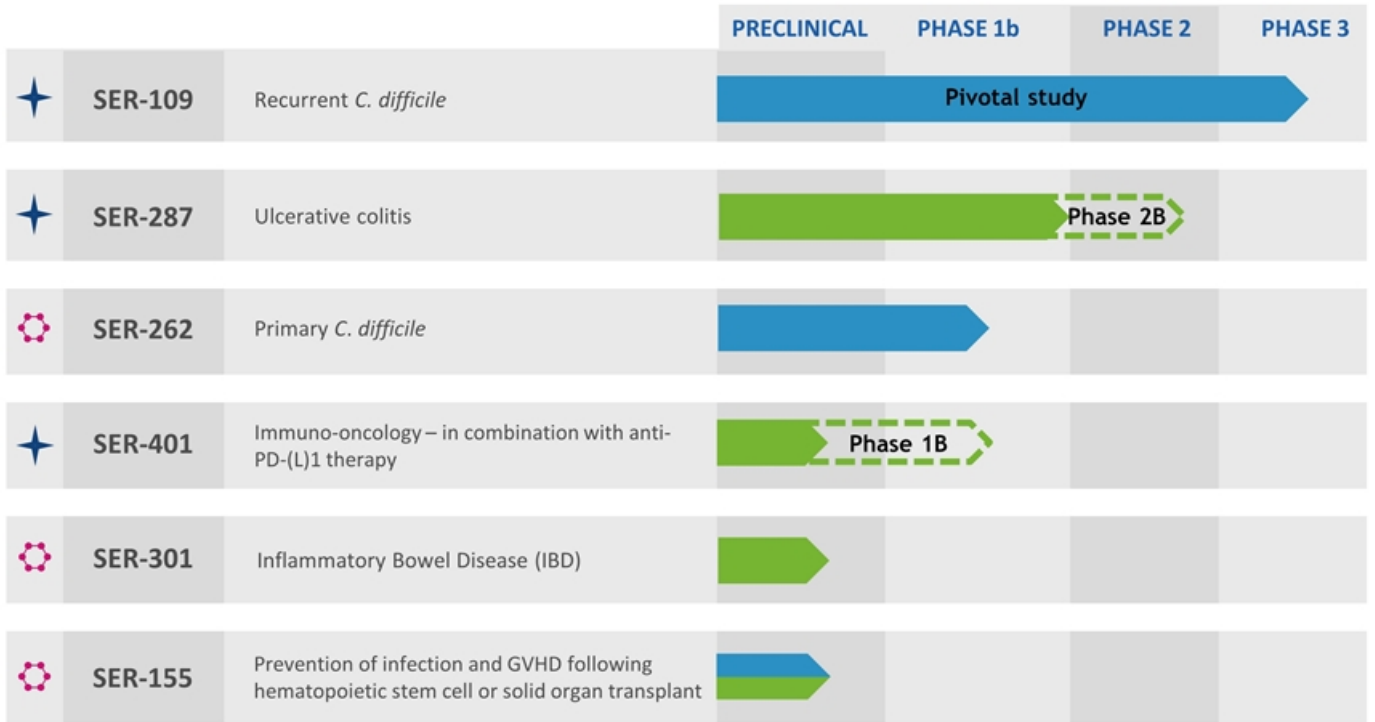 PRECLINICAL PHASE 1b PHASE 2 PHASE 3
SER-109 Recurrent C. difficile Pivotal study
SER-287 Ulcerative colitis Phase 2B
SER-262 Primary C. difficile
SER-401 Immuno-oncology – in combination with anti-
PD-(L)1 therapy Phase 1B
SER-301 Inflammatory Bowel Disease (IBD)
SER-155 Prevention of infection and GVHD following
hematopoietic stem cell or solid organ transplant